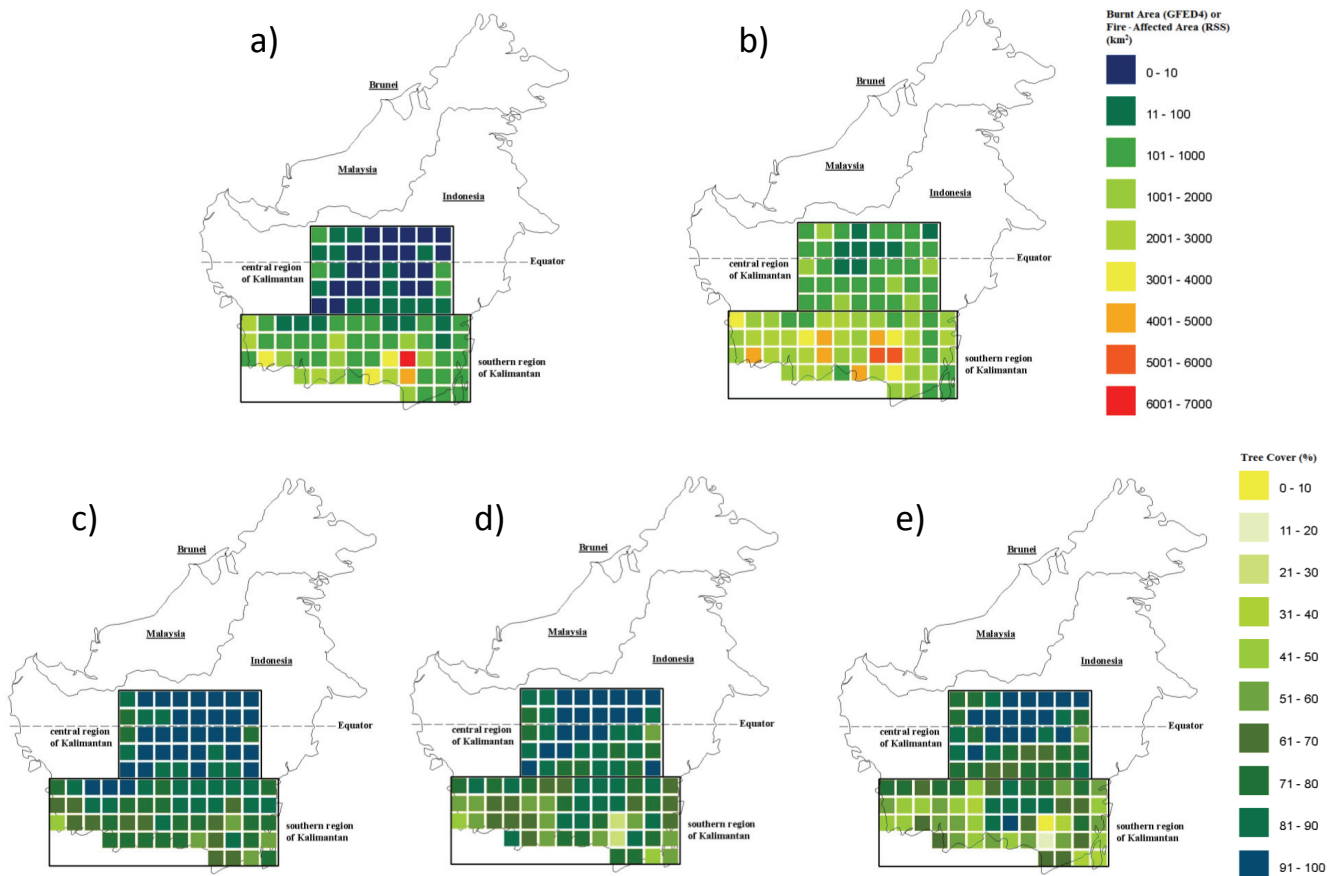 a)
Brunei
Malaysia
Indonesia
central region
of Kalimantan
Equator
southern region
of Kalimantan
b)
Brunei
Malaysia
Indonesia
central region
of Kalimantan
Equator
southern region
of Kalimantan
Burnt Area (GFED4) or
Fire - Affected Area (RSS)
(km²)
0 - 10
11 - 100
101 - 1000
1001 - 2000
2001 - 3000
3001 - 4000
4001 - 5000
5001 - 6000
6001 - 7000
c)
Brunei
Malaysia
Indonesia
central region
of Kalimantan
Equator
southern region
of Kalimantan
d)
Brunei
Malaysia
Indonesia
central region
of Kalimantan
Equator
southern region
of Kalimantan
e)
Brunei
Malaysia
Indonesia
central region
of Kalimantan
Equator
southern region
of Kalimantan
Tree Cover (%)
0 - 10
11 - 20
21 - 30
31 - 40
41 - 50
51 - 60
61 - 70
71 - 80
81 - 90
91 - 100